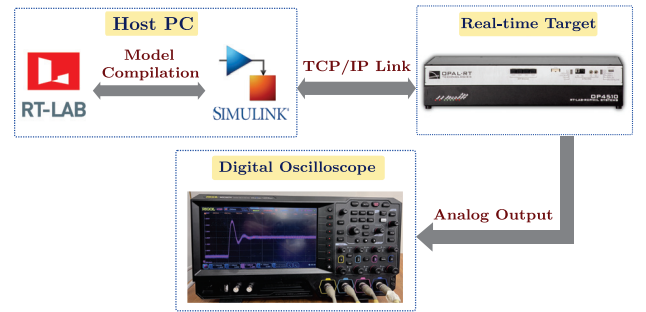 Host PC
Real-time Target
Model
Compilation
TCP/IP Link
RT-LAB
SIMULINK®
OPAL-RT
OP4510
Digital Oscilloscope
RIGOL
Analog Output